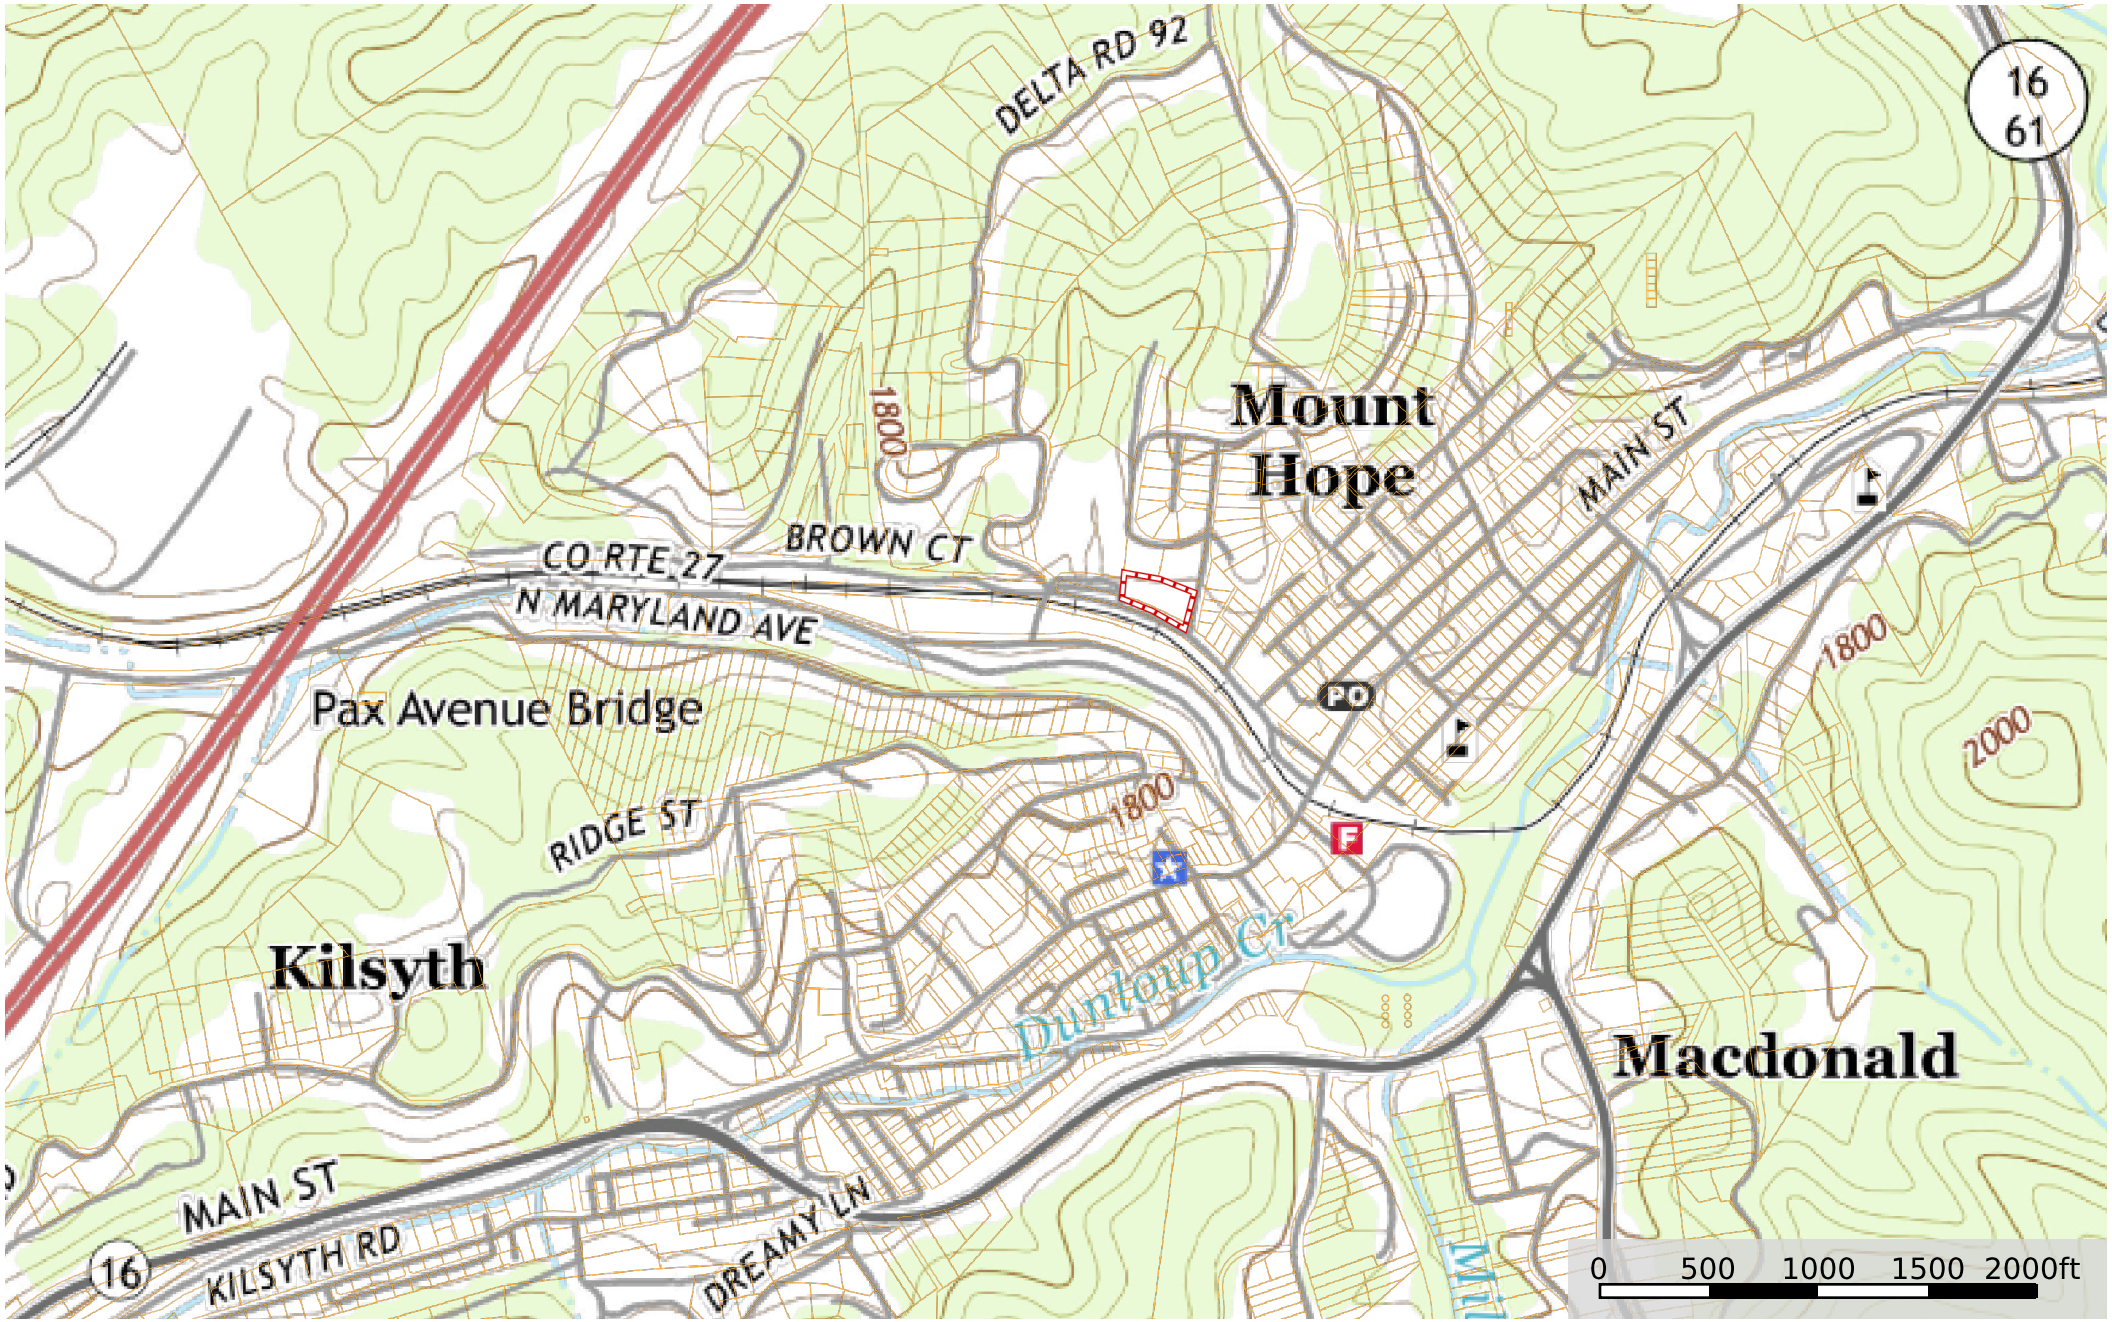 DELTA RD 92
16
61
Mount
Hope
1800
MAIN ST
BROWN CT
CO RTE 27
N MARYLAND AVE
1800
Pax Avenue Bridge
PO
2000
1800
RIDGE ST
F
Dunloup Cr
Kilsyth
Macdonald
MAIN ST
DREAMY LN
KILSYTH RD
16
Mil
0 500 1000 1500 2000ft